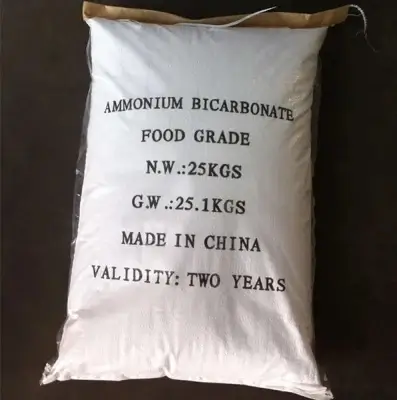 AMMONIUM BICARBONATE
FOOD GRADE
N.W.:25KGS
G.W.:25.1KGS
MADE IN CHINA
VALIDITY: TWO YEARS